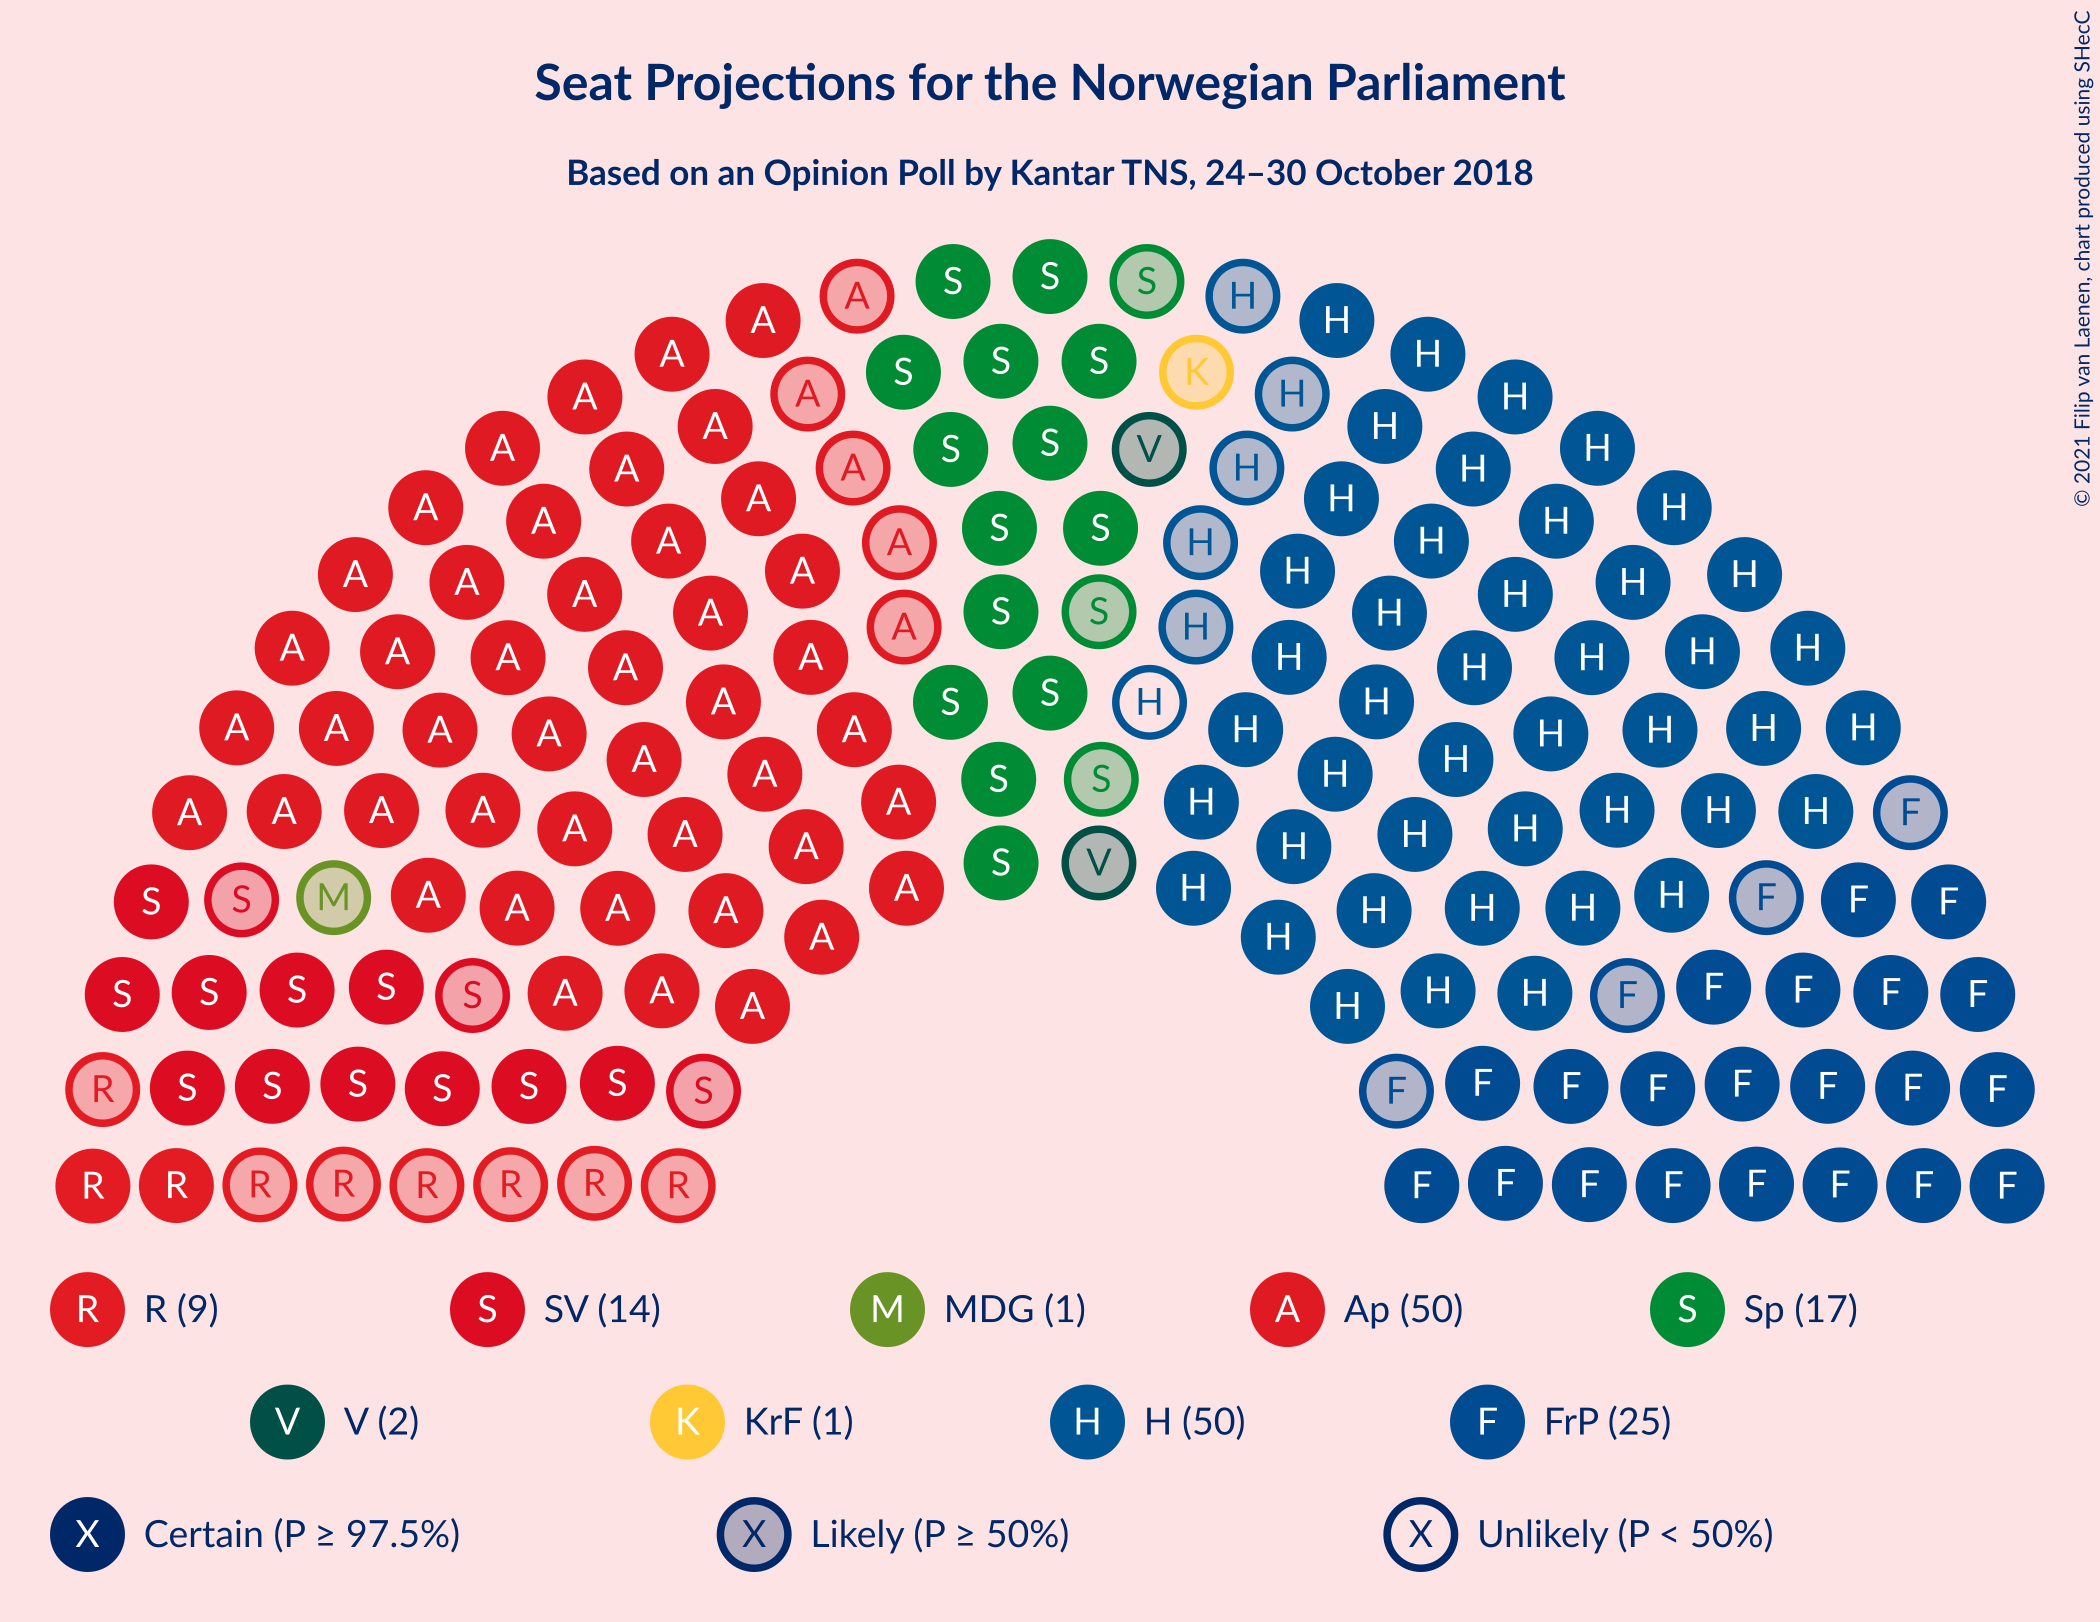 Seat Projections for the Norwegian Parliament
Based on an Opinion Poll by Kantar TNS, 24–30 October 2018
© 2021 Filip van Laenen, chart produced using SHecC
A S S S H
A H
A H
S S S K
A A H H
A H
A A S S V H H
A H
A A H H
A A H H
S S
A A H H
A A H H
A A H H
A S S H
A A H H
A A H H
A A A H H H
S S H
A A A H H H
A A A A H H H H
A A H H
S S
A A H H
A A A A H H H F
A A H H
S V
A A H H
S S M A A H H F F F
A A A A H H H H
A H
S S S S S A A F F F F F
A H H H
R S S S S S S S F F F F F F F F
R R R R R R R R F F F F F F F F
R R (9) S SV (14) M MDG (1) A Ap (50) S Sp (17)
V V (2) K KrF (1) H H (50) F FrP (25)
X Certain (P ≥ 97.5%) X Likely (P ≥ 50%) X Unlikely (P < 50%)